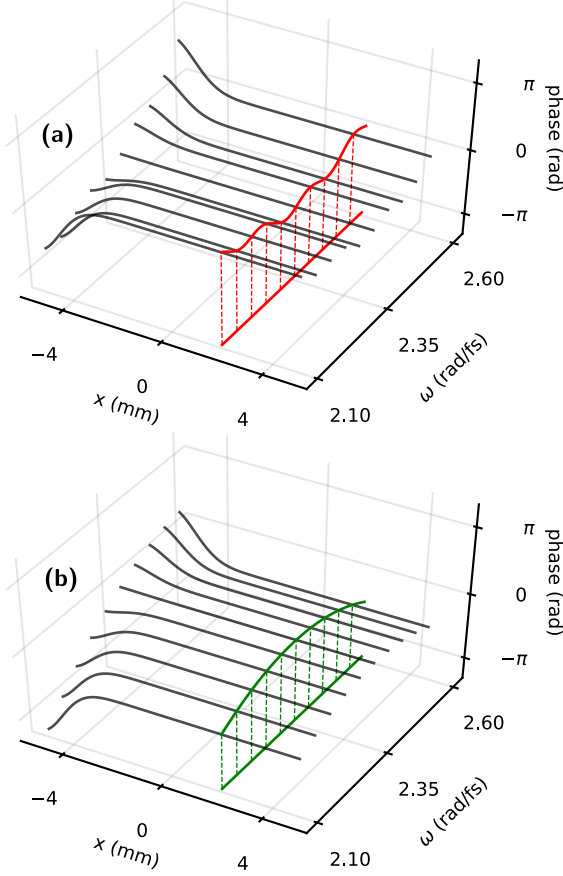 (a)
π
0
−π
phase (rad)
2.60
2.35
2.10
ω (rad/fs)
−4
0
4
x (mm)
(b)
π
0
−π
phase (rad)
2.60
2.35
2.10
ω (rad/fs)
−4
0
4
x (mm)